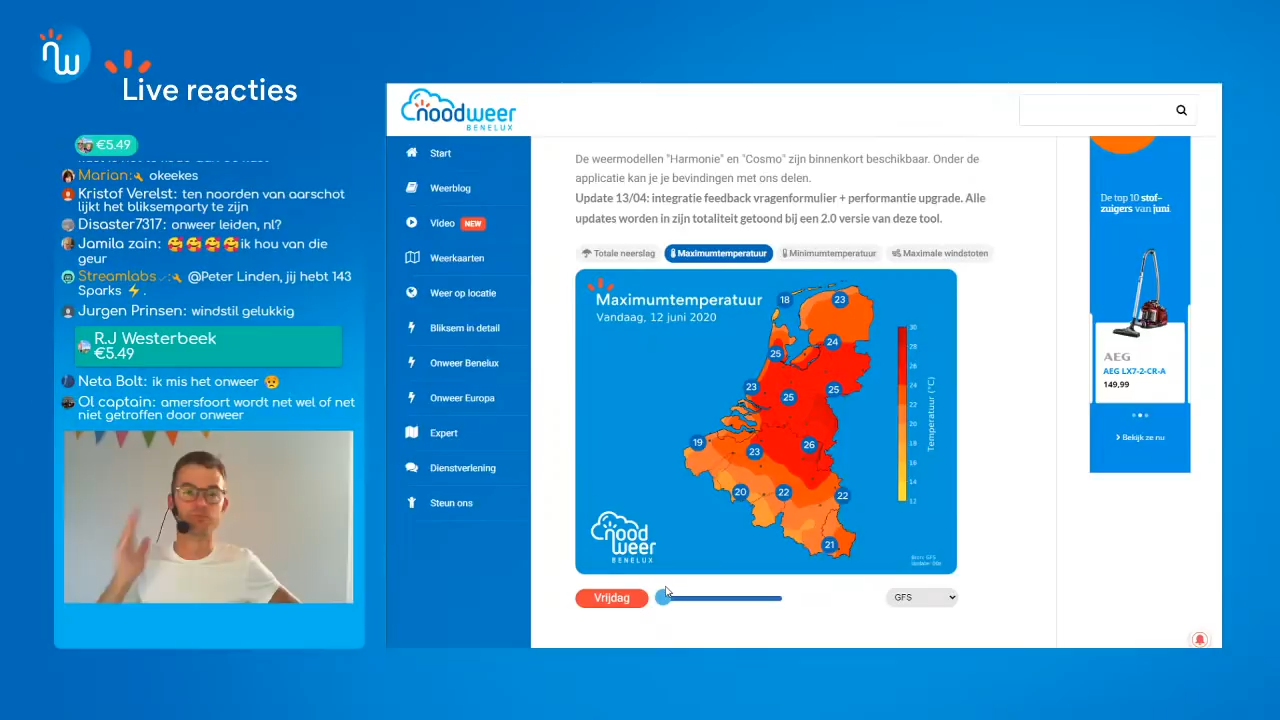 nw
Live reacties
€5.49
Marian: okeekes
Kristof Verelst: ten noorden van aarschot
lijkt het bliksemparty te zijn
Disaster7317: onweer leiden, nl?
Jamila zain: 🥰🥰🥰🥰ik hou van die
geur
Streamlabs: @Peter Linden, jij hebt 143
Sparks ⚡.
Jurgen Prinsen: windstil gelukkig
R.J Westerbeek
€5.49
Neta Bolt: ik mis het onweer 😢
Ol captain: amersfoort wordt net wel of net
niet getroffen door onweer
noodweer
BENELUX
Start
Weerblog
Video NEW
Weerkaarten
Weer op locatie
Bliksem in detail
Onweer Benelux
Onweer Europa
Expert
Dienstverlening
Steun ons
De weermodellen "Harmonie" en "Cosmo" zijn binnenkort beschikbaar. Onder de
applicatie kan je je bevindingen met ons delen.
Update 13/04: integratie feedback vragenformulier + performantie upgrade. Alle
updates worden in zijn totaliteit getoond bij een 2.0 versie van deze tool.
Totale neerslag Maximumtemperatuur Minimumtemperatuur Maximale windstoten
Maximumtemperatuur
Vandaag, 12 juni 2020
18
23
24
25
23
25
25
19
23
26
20
22
22
21
30
28
26
24
22
20
18
16
14
12
Temperatuur (°C)
nood
weer
BENELUX
Bron: GFS
Vrijdag
GFS
De top 10 stof-
zuigers van juni
AEG
AEG LX7-2-CR-A
149,99
Bekijk ze nu